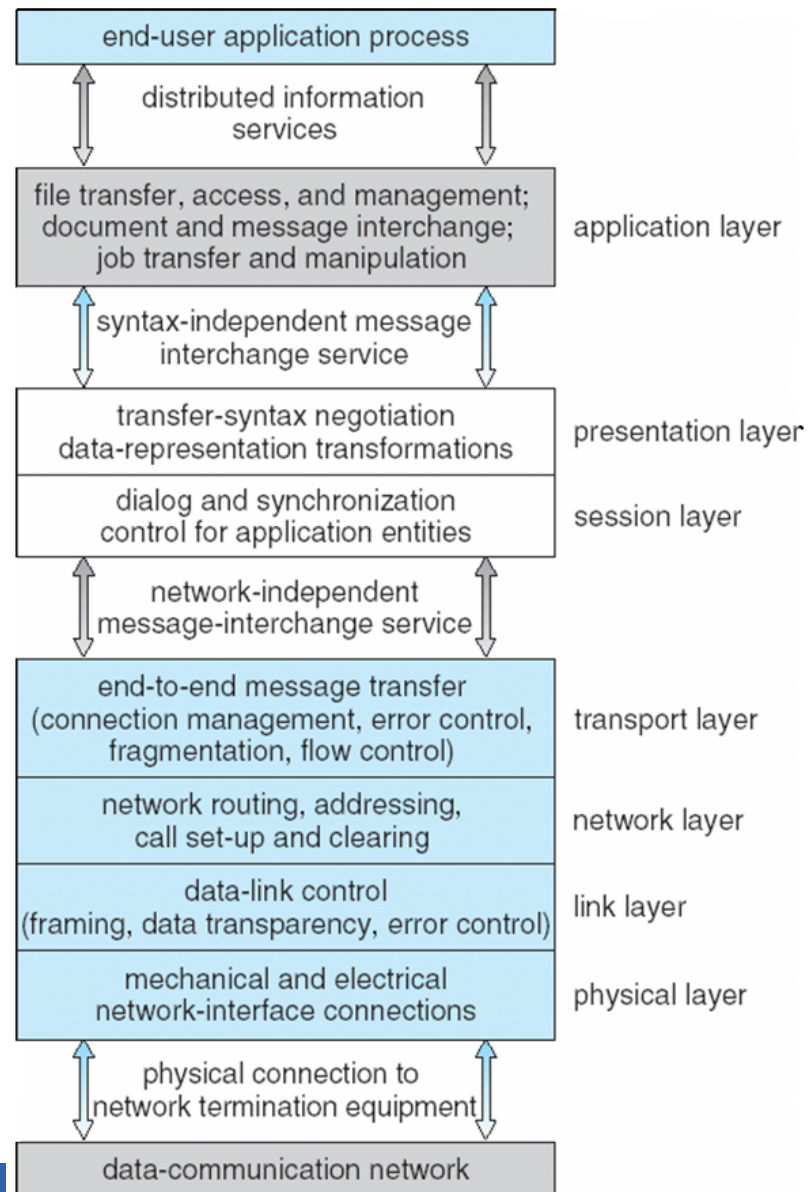 end-user application process
distributed information
services
file transfer, access, and management;
document and message interchange;
job transfer and manipulation
application layer
syntax-independent message
interchange service
transfer-syntax negotiation
data-representation transformations
presentation layer
dialog and synchronization
control for application entities
session layer
network-independent
message-interchange service
end-to-end message transfer
(connection management, error control,
fragmentation, flow control)
transport layer
network routing, addressing,
call set-up and clearing
network layer
data-link control
(framing, data transparency, error control)
link layer
mechanical and electrical
network-interface connections
physical layer
physical connection to
network termination equipment
data-communication network